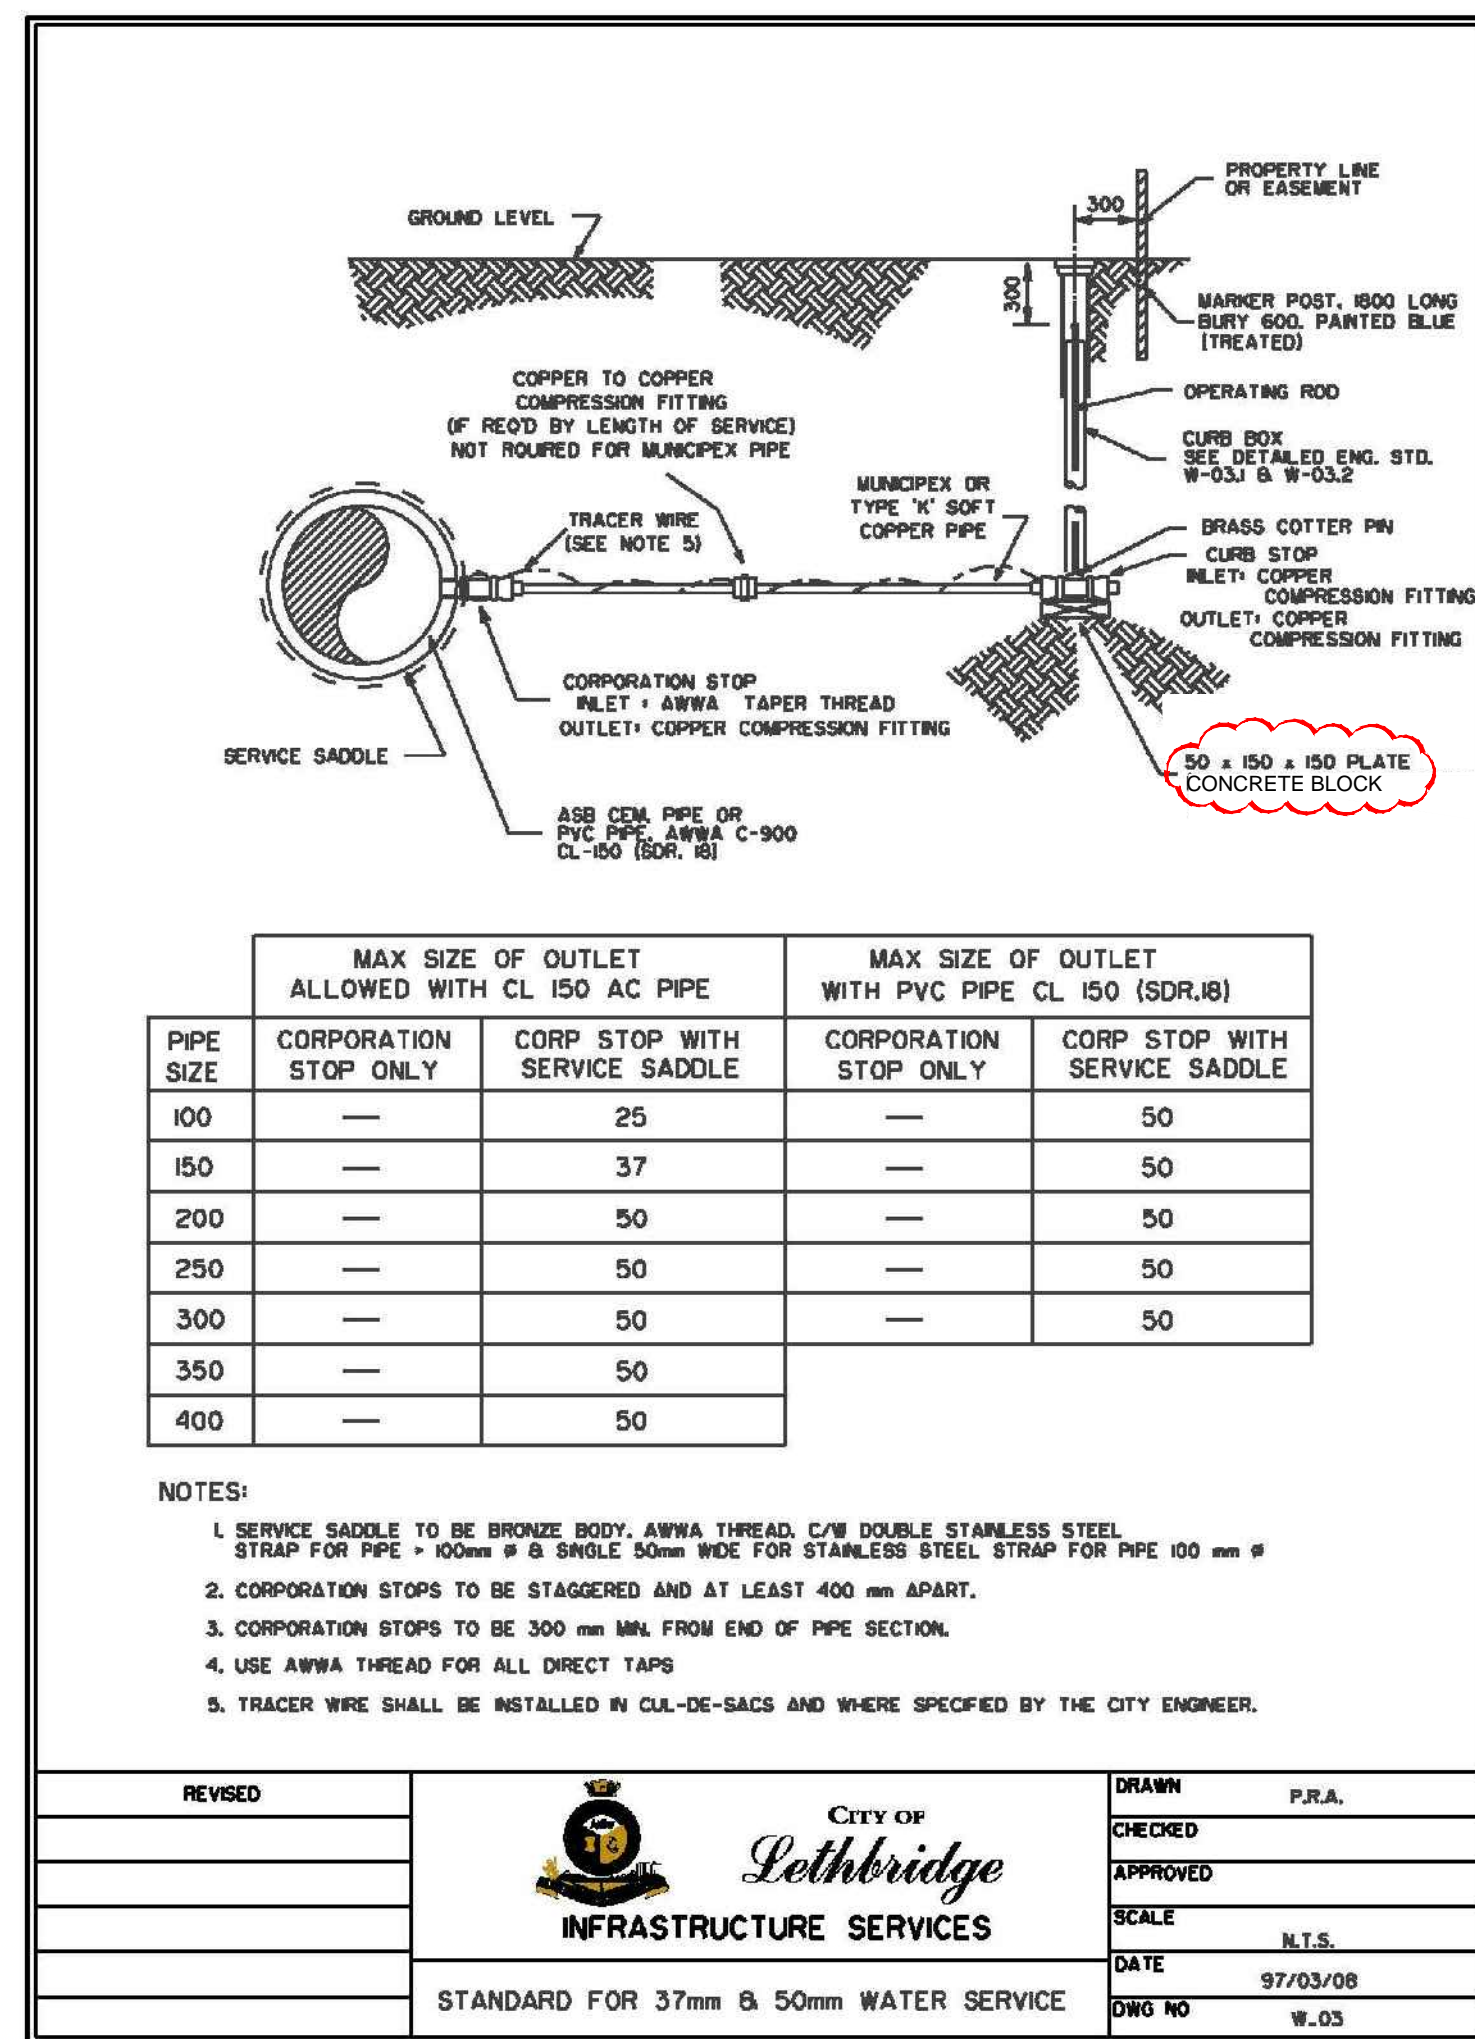 PROPERTY LINE
OR EASEMENT
300
GROUND LEVEL
300
MARKER POST, 1800 LONG
BURY 600. PAINTED BLUE
(TREATED)
COPPER TO COPPER
COMPRESSION FITTING
(IF REQ'D BY LENGTH OF SERVICE)
NOT RQUIRED FOR MUNICIPEX PIPE
OPERATING ROD
CURB BOX
SEE DETAILED ENG. STD.
W-03.1 & W-03.2
MUNICIPEX OR
TYPE 'K' SOFT
COPPER PIPE
TRACER WIRE
(SEE NOTE 5)
BRASS COTTER PIN
CURB STOP
INLET: COPPER
COMPRESSION FITTING
OUTLET: COPPER
COMPRESSION FITTING
CORPORATION STOP
INLET : AWWA TAPER THREAD
OUTLET: COPPER COMPRESSION FITTING
SERVICE SADDLE
50 x 150 x 150 PLATE
CONCRETE BLOCK
ASB CEM. PIPE OR
PVC PIPE, AWWA C-900
CL-150 (SDR. 18)
MAX SIZE OF OUTLET
ALLOWED WITH CL 150 AC PIPE
MAX SIZE OF OUTLET
WITH PVC PIPE CL 150 (SDR.18)
PIPE
SIZE
CORPORATION
STOP ONLY
CORP STOP WITH
SERVICE SADDLE
CORPORATION
STOP ONLY
CORP STOP WITH
SERVICE SADDLE
100 — 25 — 50
150 — 37 — 50
200 — 50 — 50
250 — 50 — 50
300 — 50 — 50
350 — 50
400 — 50
NOTES:
1. SERVICE SADDLE TO BE BRONZE BODY. AWWA THREAD. C/W DOUBLE STAINLESS STEEL
STRAP FOR PIPE > 100mm ø & SINGLE 50mm WIDE FOR STAINLESS STEEL STRAP FOR PIPE 100 mm ø
2. CORPORATION STOPS TO BE STAGGERED AND AT LEAST 400 mm APART.
3. CORPORATION STOPS TO BE 300 mm MIN. FROM END OF PIPE SECTION.
4. USE AWWA THREAD FOR ALL DIRECT TAPS
5. TRACER WIRE SHALL BE INSTALLED IN CUL-DE-SACS AND WHERE SPECIFIED BY THE CITY ENGINEER.
REVISED
CITY OF
Lethbridge
INFRASTRUCTURE SERVICES
STANDARD FOR 37mm & 50mm WATER SERVICE
DRAWN P.R.A.
CHECKED
APPROVED
SCALE N.T.S.
DATE 97/03/08
DWG NO W-03